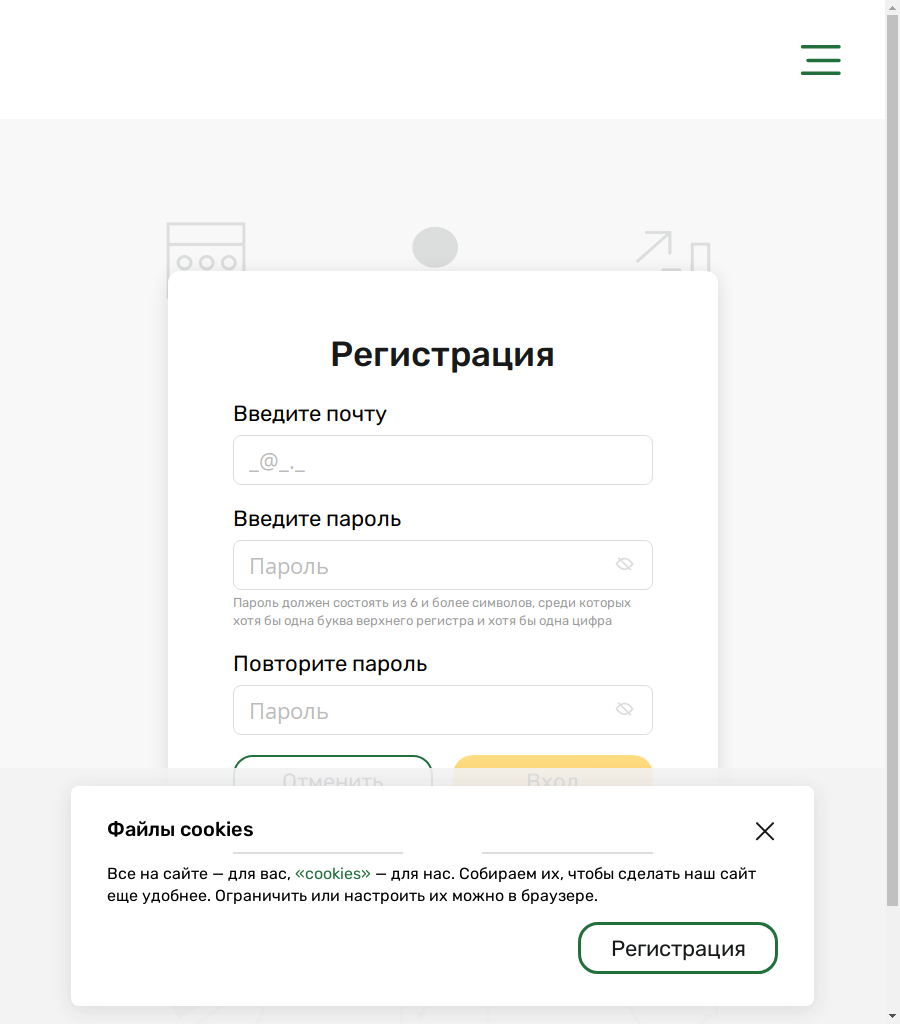 Регистрация
Введите почту
_@_._
Введите пароль
Пароль
Пароль должен состоять из 6 и более символов, среди которых
хотя бы одна буква верхнего регистра и хотя бы одна цифра
Повторите пароль
Пароль
Отменить Вход
Файлы cookies
Все на сайте — для вас, «cookies» — для нас. Собираем их, чтобы сделать наш сайт
еще удобнее. Ограничить или настроить их можно в браузере.
Регистрация